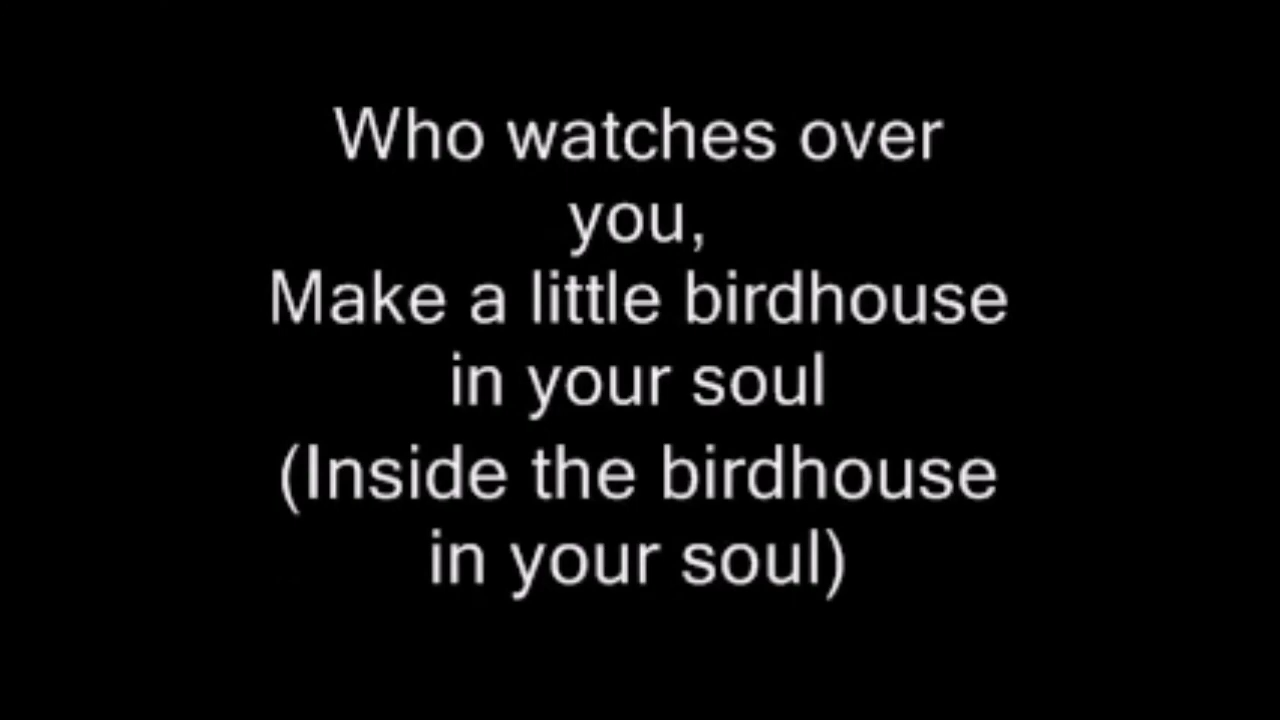 Who watches over
you,
Make a little birdhouse
in your soul
(Inside the birdhouse
in your soul)